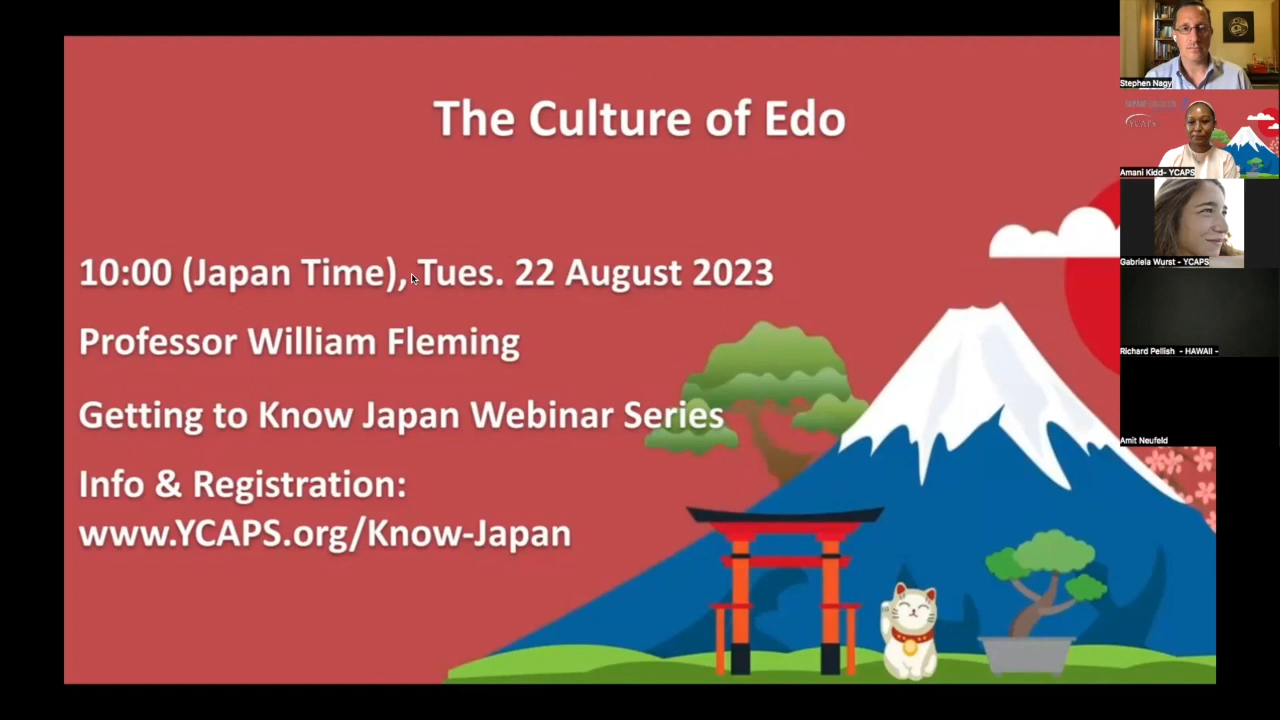 The Culture of Edo
10:00 (Japan Time), Tues. 22 August 2023
Professor William Fleming
Getting to Know Japan Webinar Series
Info & Registration:
www.YCAPS.org/Know-Japan
Stephen Nagy
YCAPS
Amani Kidd- YCAPS
Gabriela Wurst - YCAPS
Richard Pellish - HAWAII -
Amit Neufeld